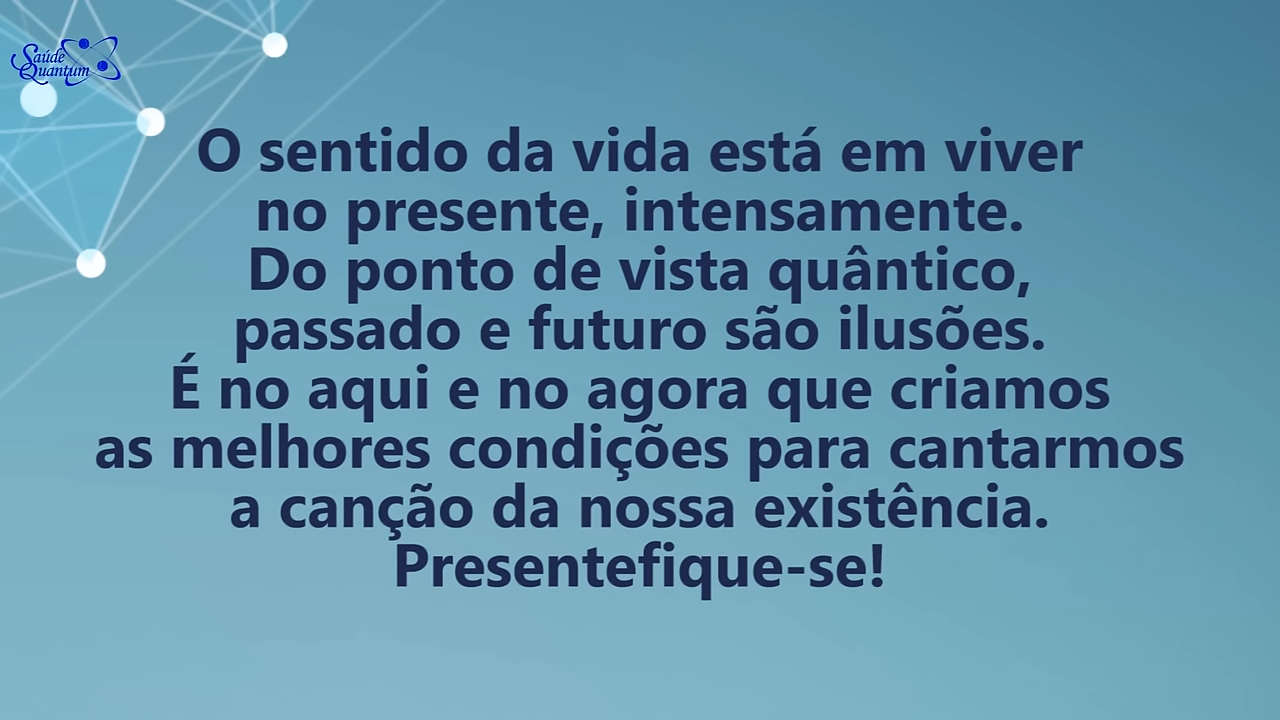 Saúde
Quantum
O sentido da vida está em viver
no presente, intensamente.
Do ponto de vista quântico,
passado e futuro são ilusões.
É no aqui e no agora que criamos
as melhores condições para cantarmos
a canção da nossa existência.
Presentefique-se!